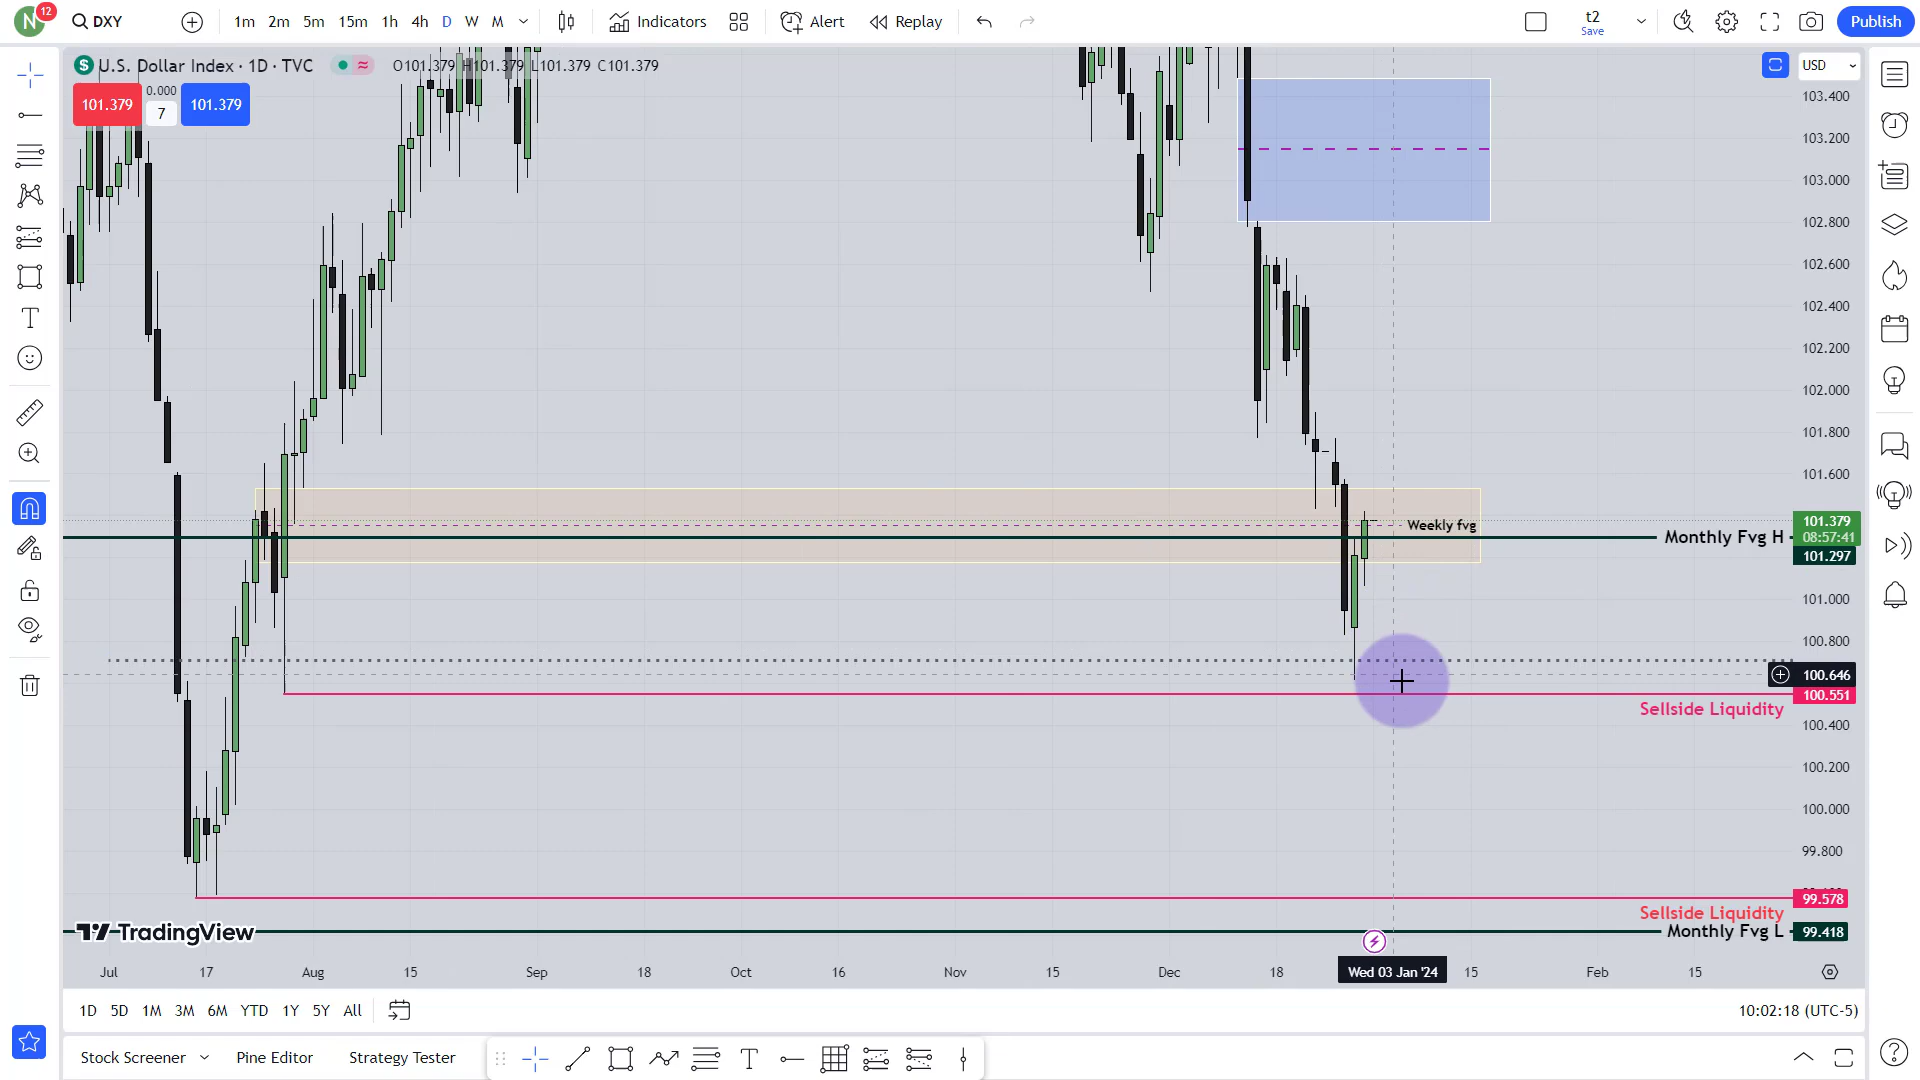 N
12
DXY
1m 2m 5m 15m 1h 4h D W M
Indicators
Alert
Replay
t2
Save
Publish
U.S. Dollar Index · 1D · TVC
O101.379 H101.379 L101.379 C101.379
USD
101.379
0.000
7
101.379
103.400
103.200
103.000
102.800
102.600
102.400
102.200
102.000
101.800
101.600
Weekly fvg
101.379
08:57:41
Monthly Fvg H
101.297
101.000
100.800
100.646
100.551
Sellside Liquidity
100.400
100.200
100.000
99.800
99.578
Sellside Liquidity
Monthly Fvg L
99.418
TradingView
Jul 17 Aug 15 Sep 18 Oct 16 Nov 15 Dec 18 Wed 03 Jan '24 15 Feb 15
1D 5D 1M 3M 6M YTD 1Y 5Y All
10:02:18 (UTC-5)
Stock Screener
Pine Editor
Strategy Tester